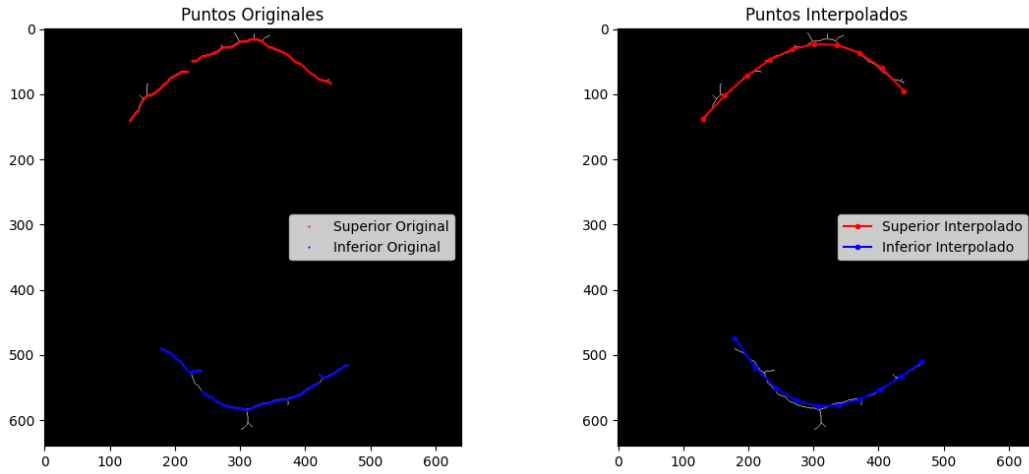 Puntos Originales
0
100
200
300
400
500
600
0 100 200 300 400 500 600
Superior Original
Inferior Original
Puntos Interpolados
0
100
200
300
400
500
600
0 100 200 300 400 500 600
Superior Interpolado
Inferior Interpolado